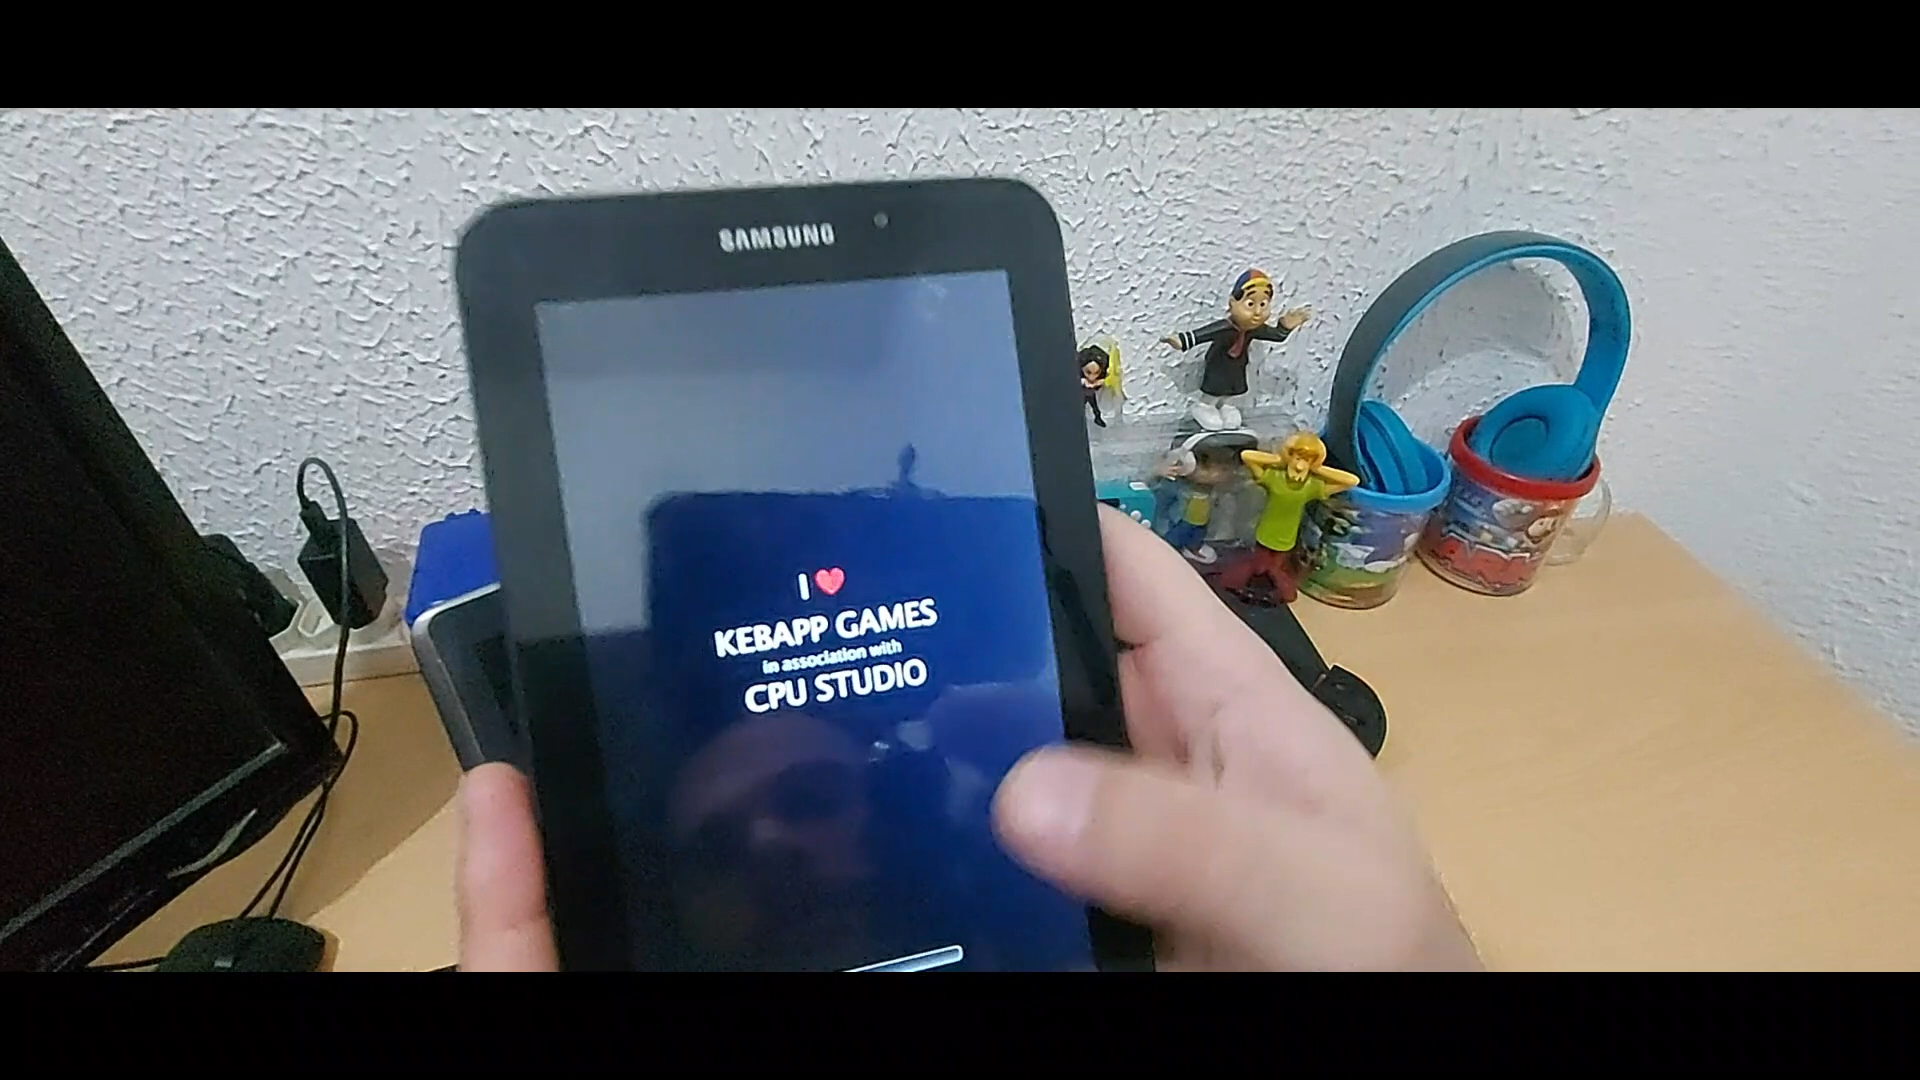 SAMSUNG
I ❤
KEBAPP GAMES
in association with
CPU STUDIO